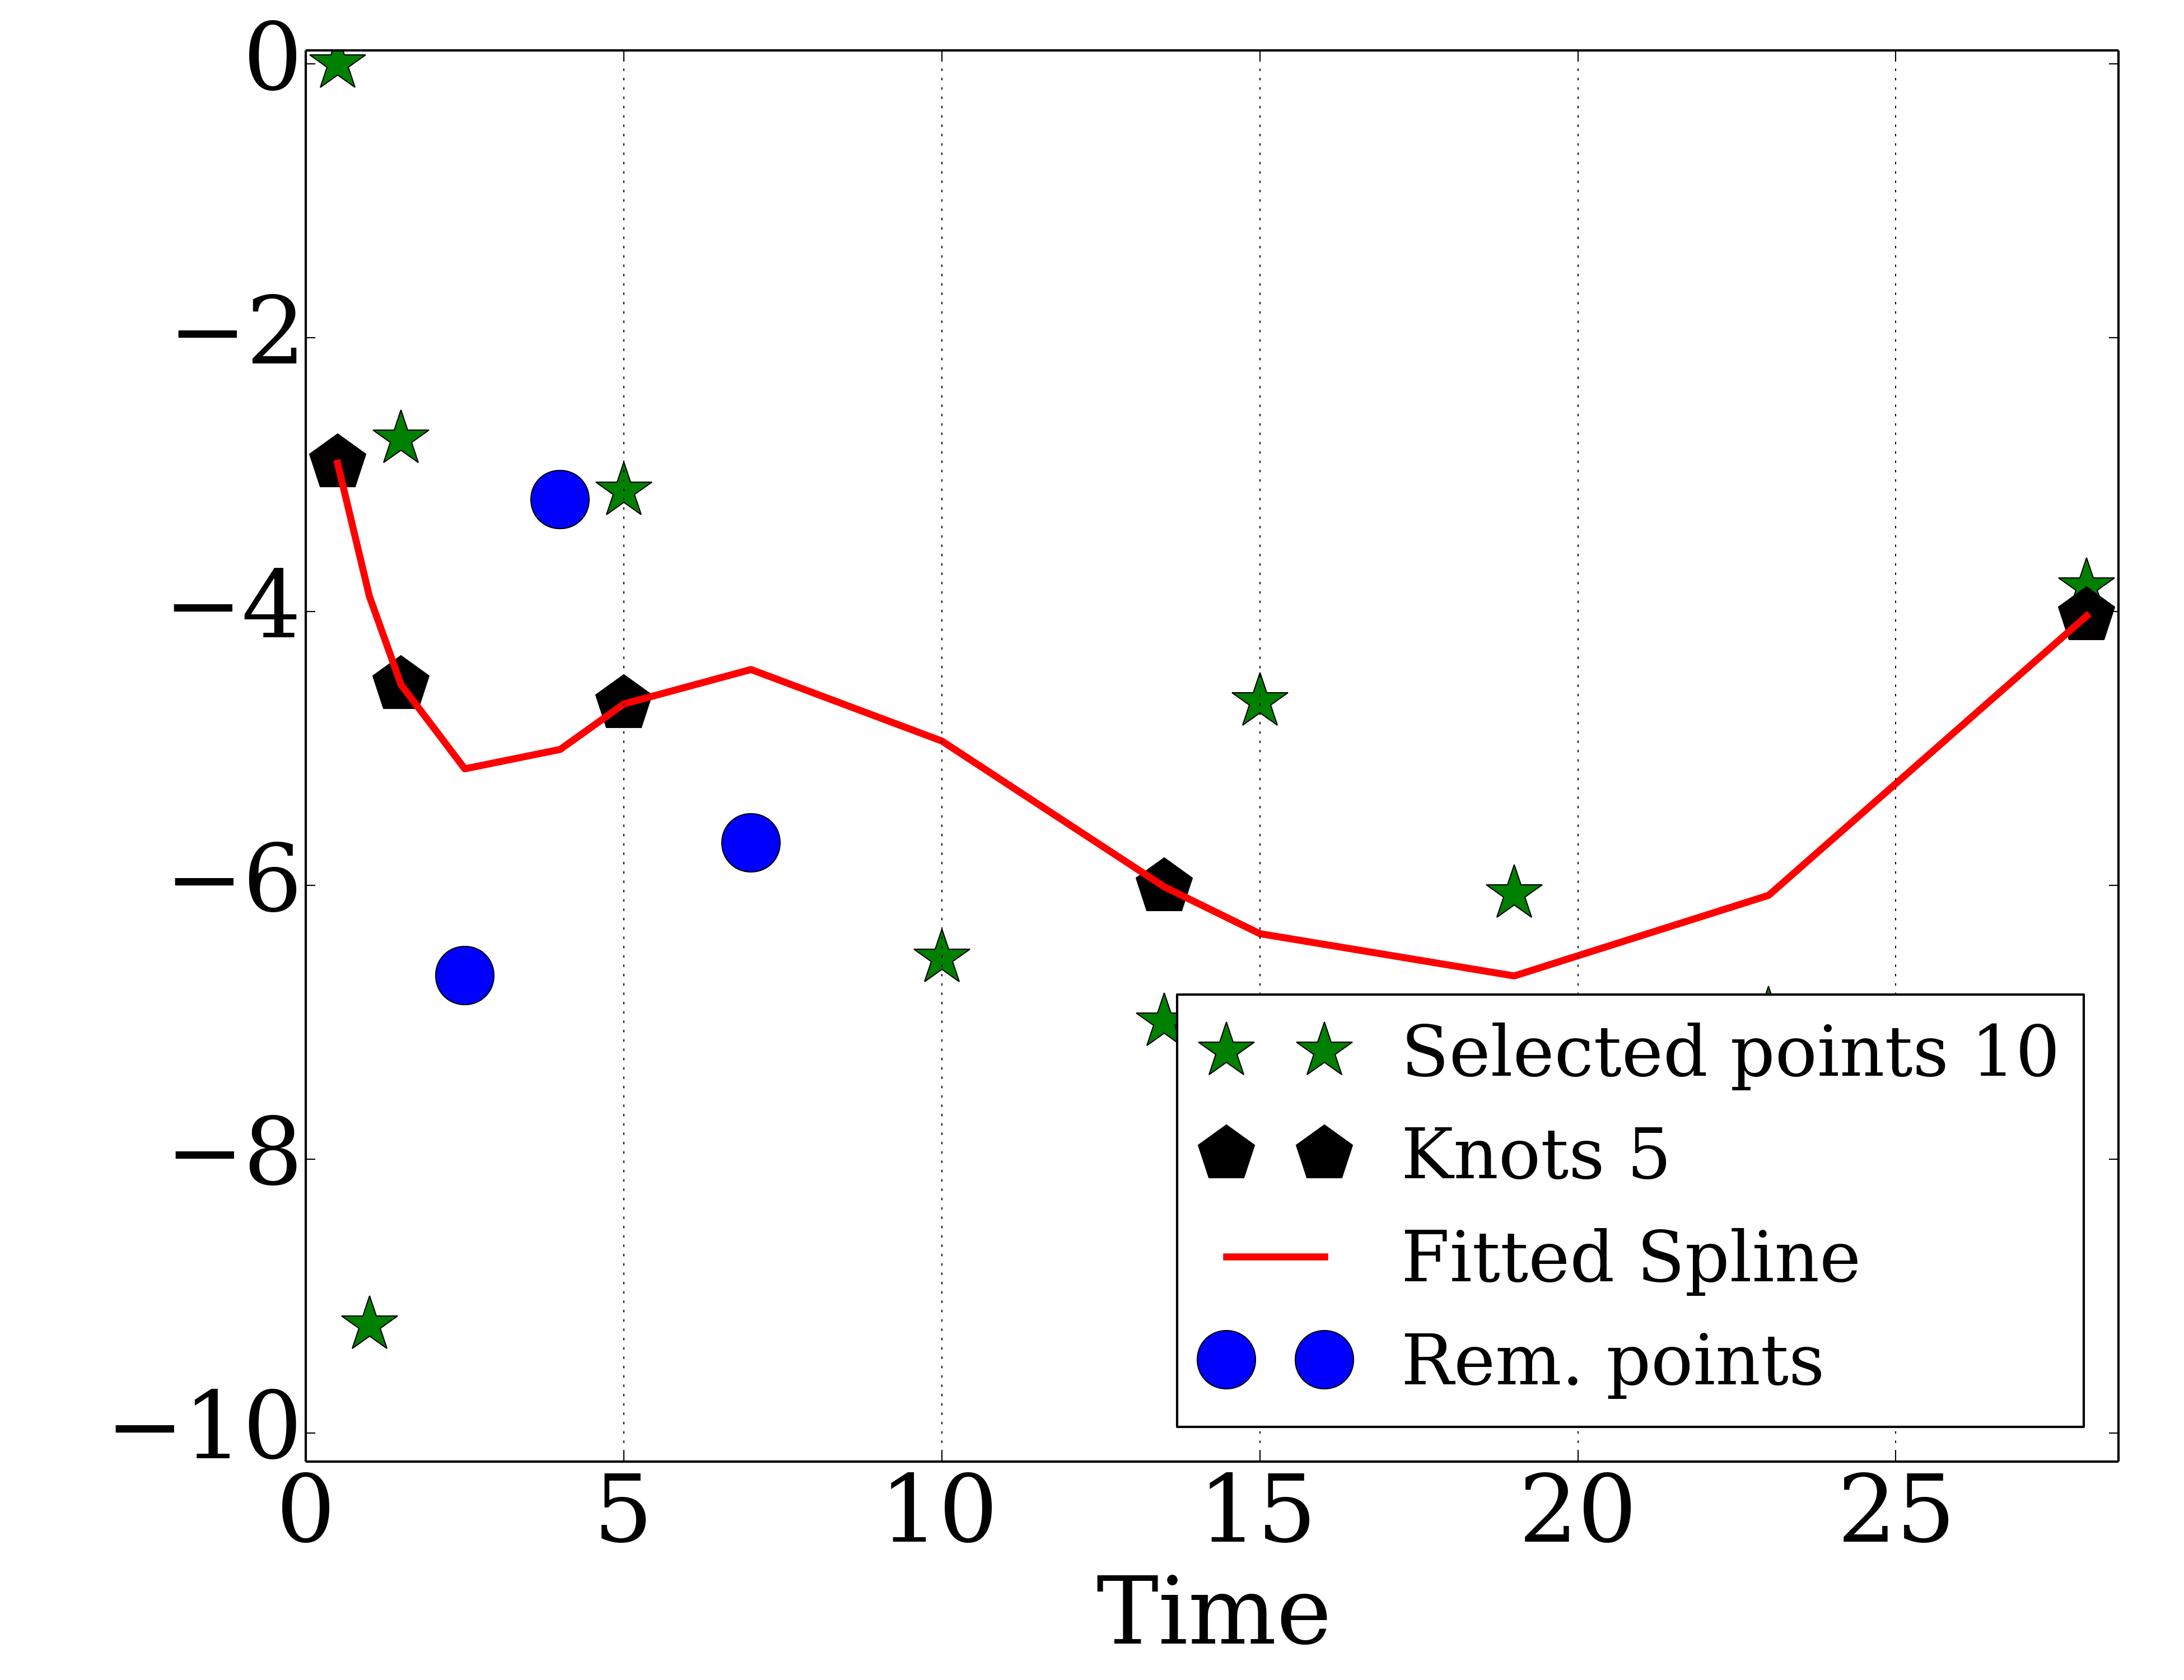 0
−2
−4
−6
−8
−10
0 5 10 15 20 25
Time
Selected points 10
Knots 5
Fitted Spline
Rem. points